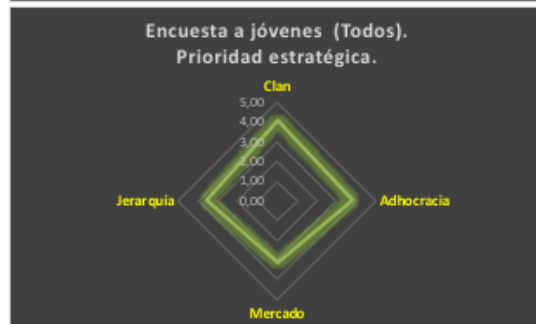 Encuesta a jóvenes (Todos).
Prioridad estratégica.
Clan
5,00
4,00
3,00
2,00
1,00
0,00
Jerarquía
Adhocracia
Mercado